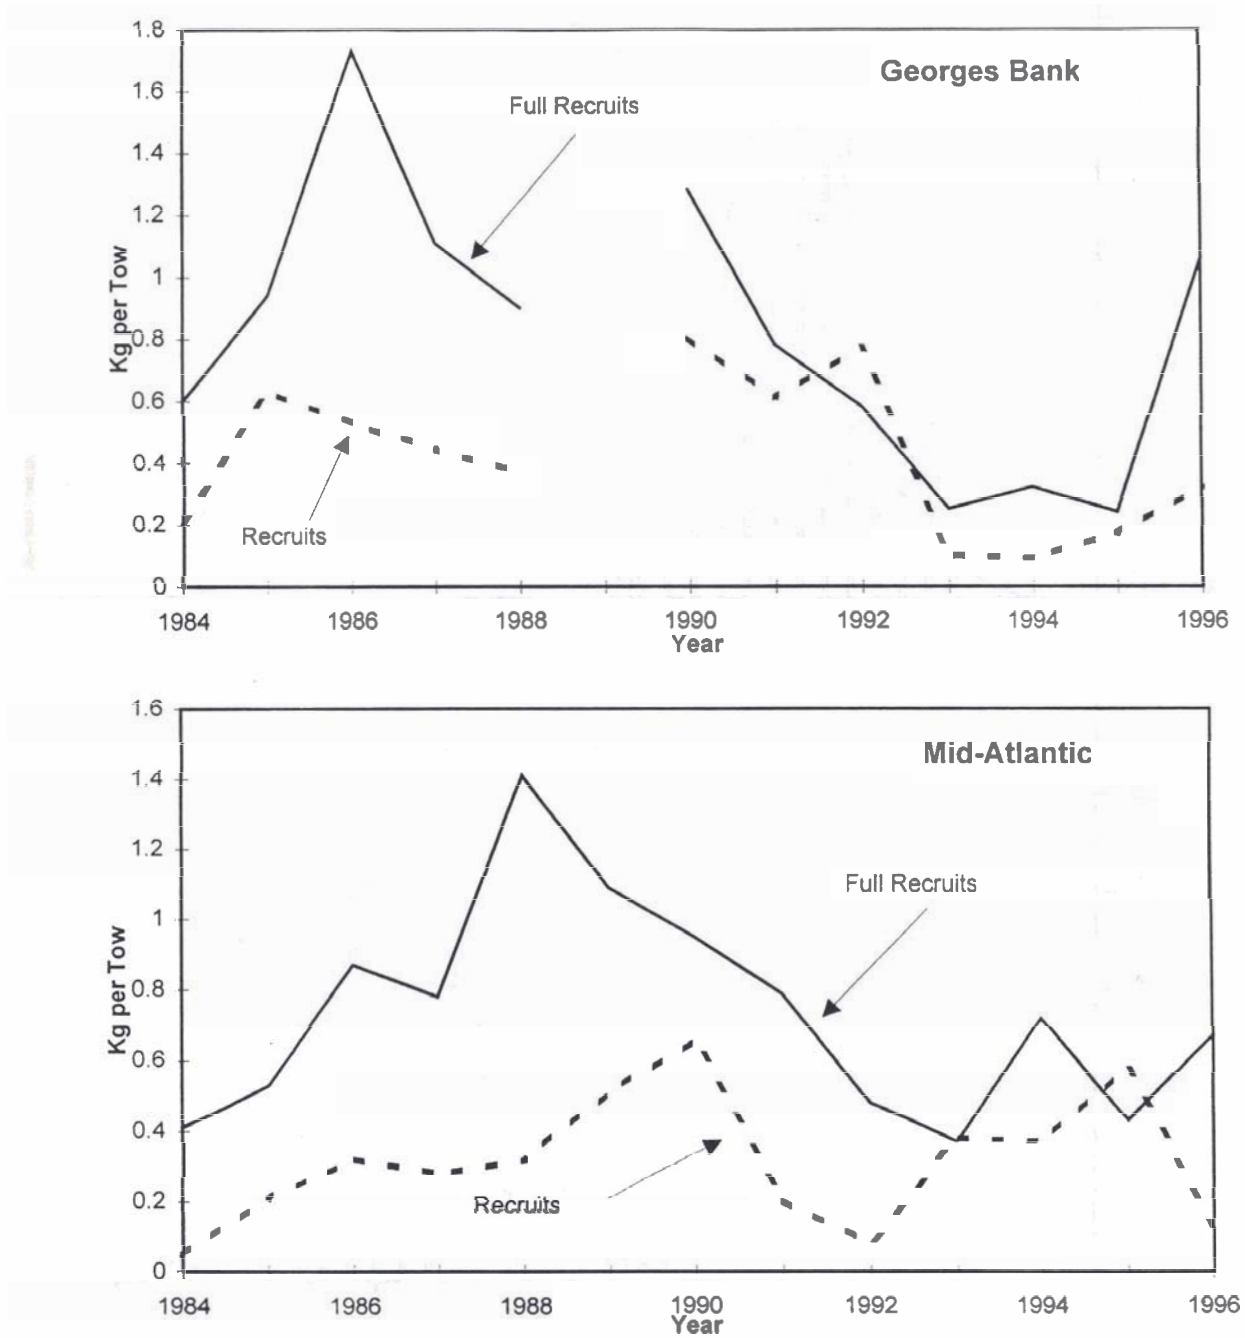 1.8
Georges Bank
1.6
Full Recruits
1.4
1.2
1
Kg per Tow
0.8
0.6
0.4
Recruits
0.2
0
1984 1986 1988 1990 1992 1994 1996
Year
1.6
Mid-Atlantic
1.4
1.2
Full Recruits
1
Kg per Tow
0.8
0.6
0.4
Recruits
0.2
0
1984 1986 1988 1990 1992 1994 1996
Year